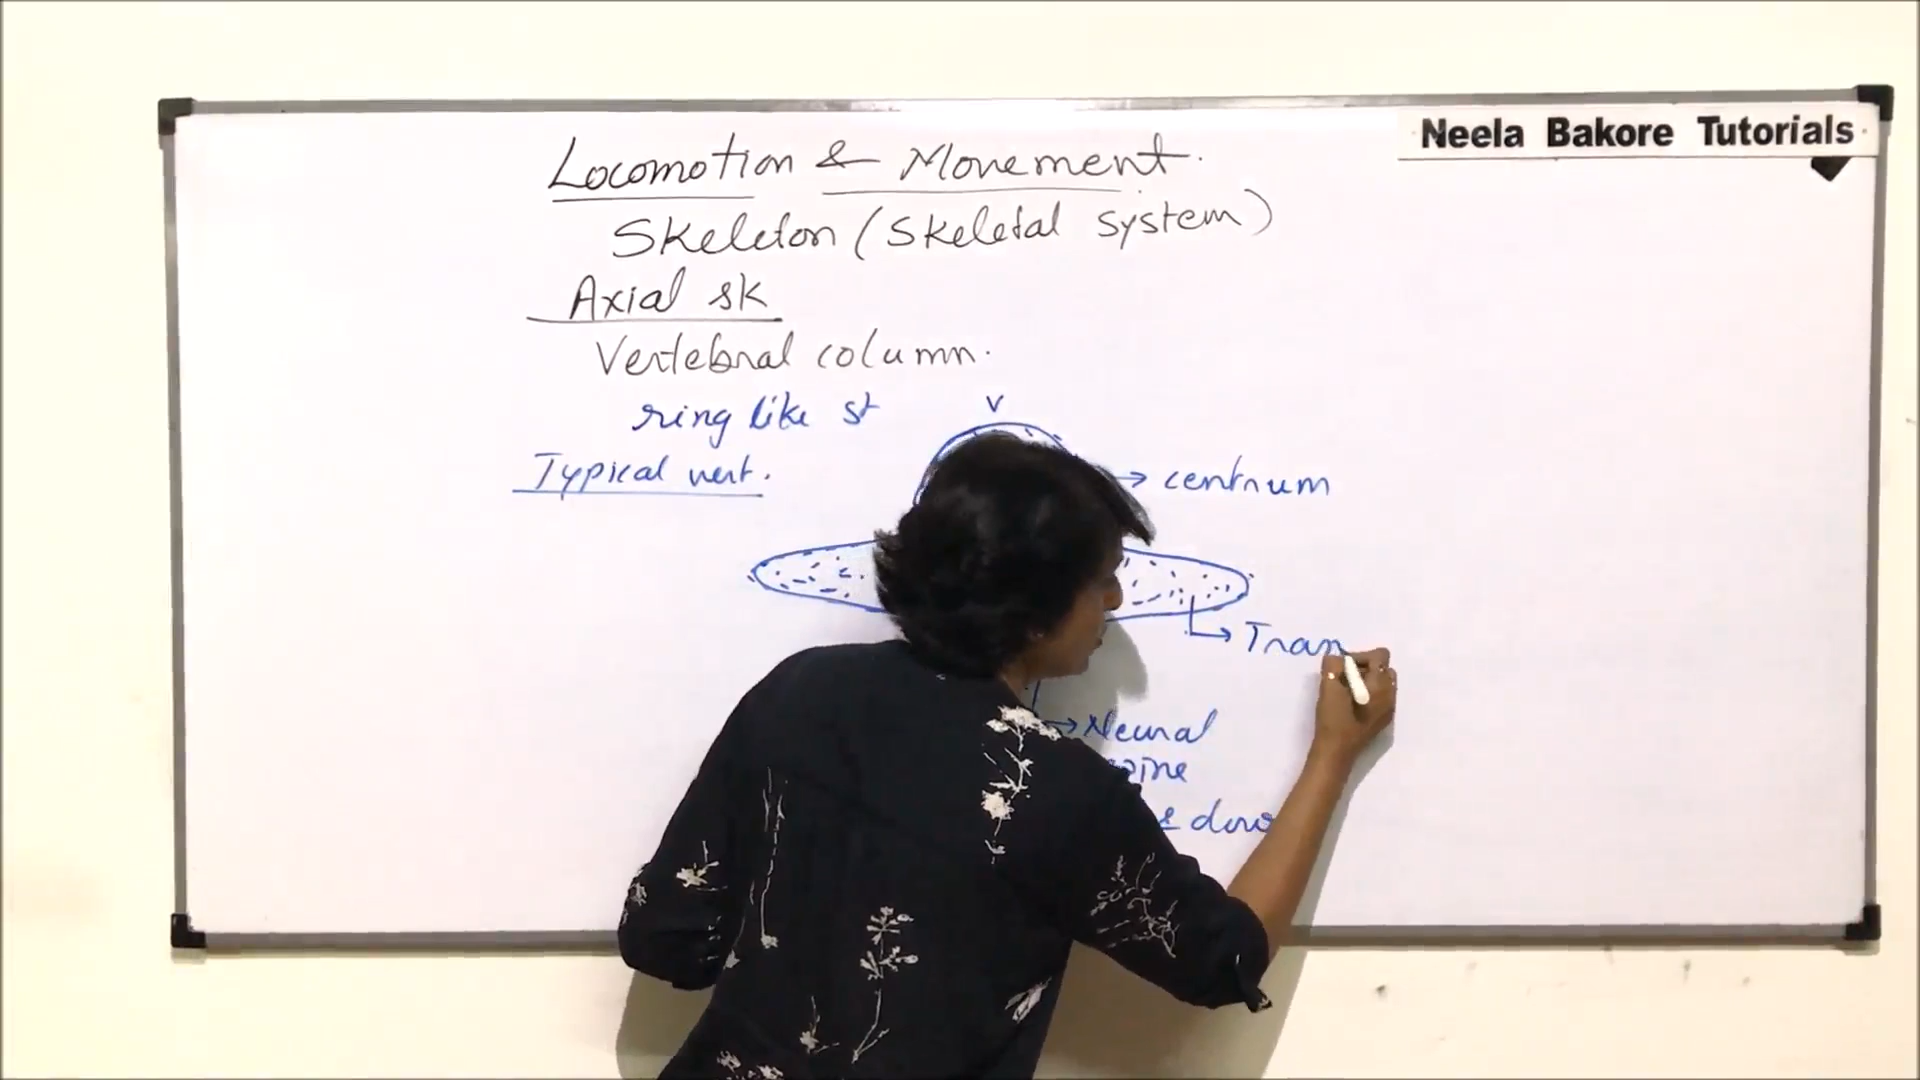 Neela Bakore Tutorials
Locomotion & Movement.
Skeleton (Skeletal system)
Axial sk
Vertebral column.
ring like st
V
Typical vert.
centrum
Tran
Neural
& dow